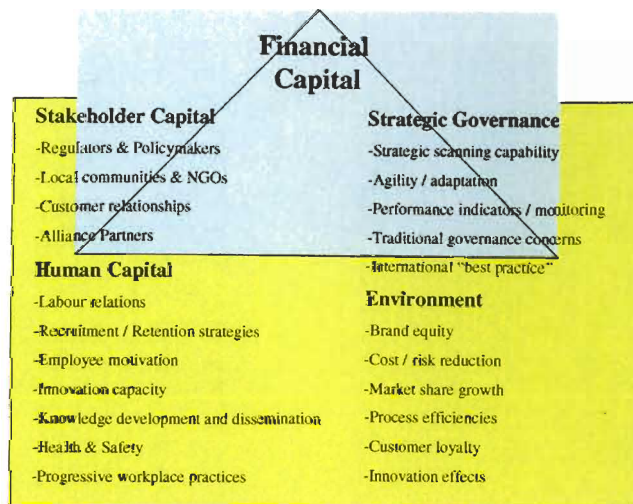 Financial
Capital
Stakeholder Capital
-Regulators & Policymakers
-Local communities & NGOs
-Customer relationships
-Alliance Partners
Strategic Governance
-Strategic scanning capability
-Agility / adaptation
-Performance indicators / monitoring
-Traditional governance concerns
-International "best practice"
Human Capital
-Labour relations
-Recruitment / Retention strategies
-Employee motivation
-Innovation capacity
-Knowledge development and dissemination
-Health & Safety
-Progressive workplace practices
Environment
-Brand equity
-Cost / risk reduction
-Market share growth
-Process efficiencies
-Customer loyalty
-Innovation effects